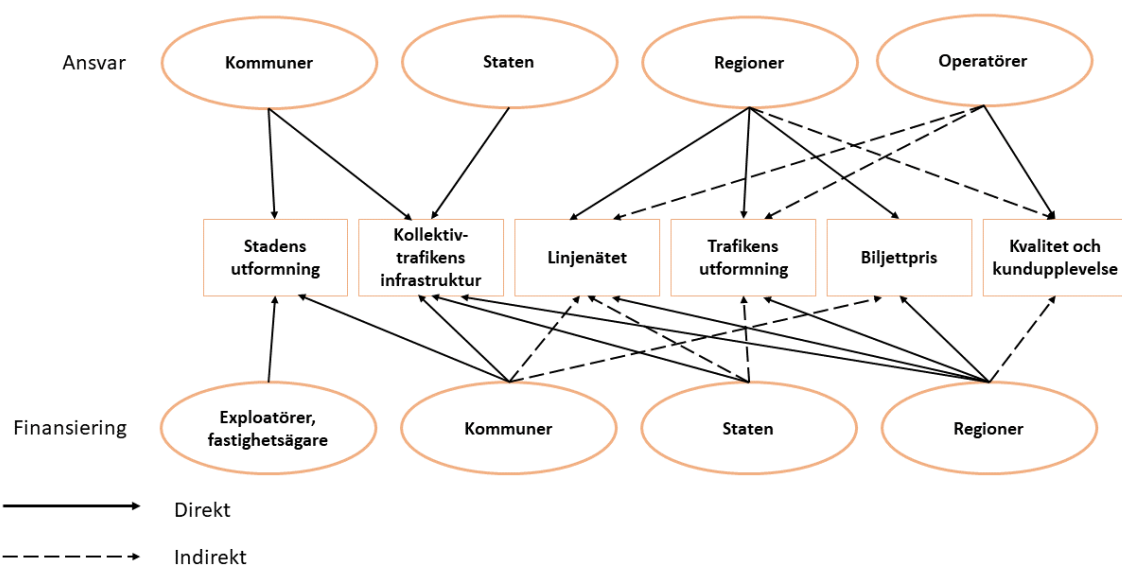 Ansvar
Kommuner
Staten
Regioner
Operatörer
Stadens
utformning
Kollektiv-
trafikens
infrastruktur
Linjenätet
Trafikens
utformning
Biljettpris
Kvalitet och
kundupplevelse
Finansiering
Exploatörer,
fastighetsägare
Kommuner
Staten
Regioner
Direkt
Indirekt